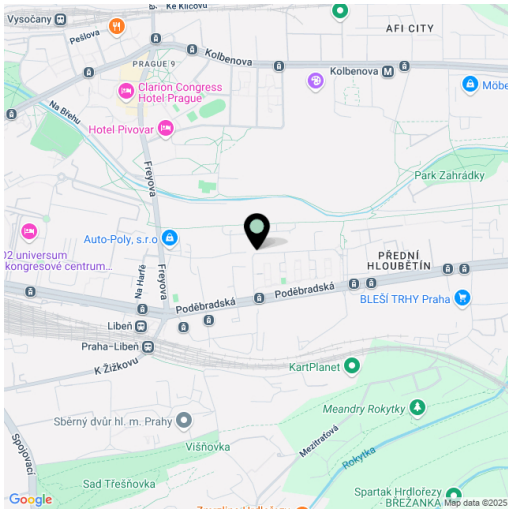 Ke Klíčovu
Vysočany
Pešlova
AFI CITY
Kolbenova
PRAGUE 9
Kolbenova
Clarion Congress
Hotel Prague
Möbe
Na Břehu
Hotel Pivovar
Freyova
Park Zahrádky
Auto-Poly, s.r.o
O2 universum
kongresové centrum...
PŘEDNÍ
HLOUBĚTÍN
Na Harfě
Freyova
Poděbradská
Poděbradská
BLEŠÍ TRHY Praha
Libeň
Praha-Libeň
K Žižkovu
KartPlanet
Meandry Rokytky
Sběrný dvůr hl. m. Prahy
Spojovací
Mezitraťová
Višňovka
Rokytka
Sad Třešňovka
Spartak Hrdlořezy
- BŘEŽANKA
Google
Map data ©2025